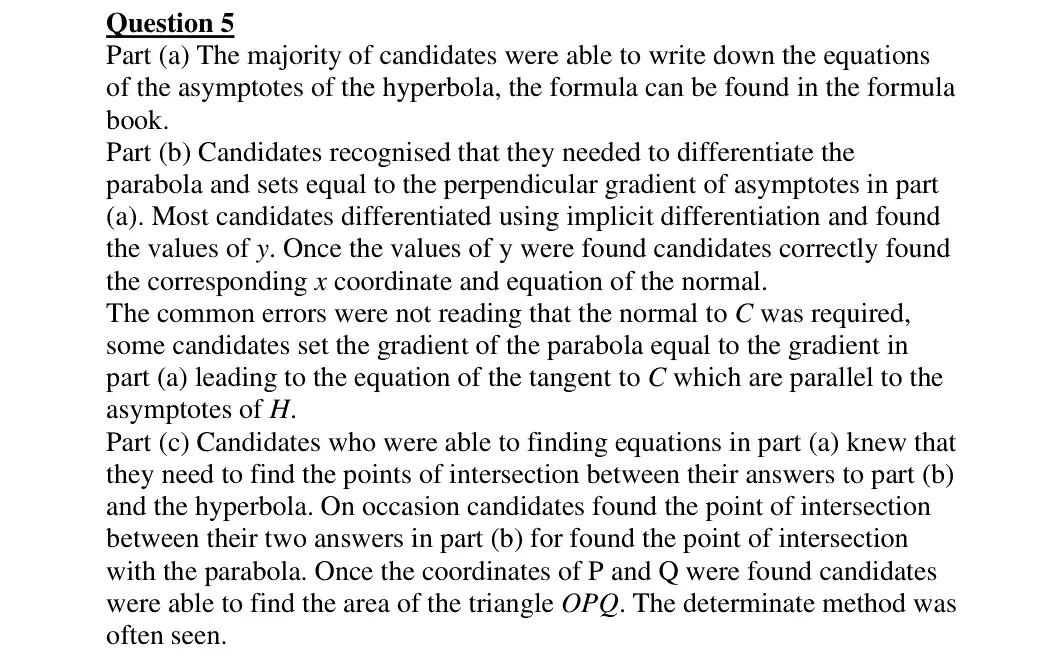 Question 5
Part (a) The majority of candidates were able to write down the equations
of the asymptotes of the hyperbola, the formula can be found in the formula
book.
Part (b) Candidates recognised that they needed to differentiate the
parabola and sets equal to the perpendicular gradient of asymptotes in part
(a). Most candidates differentiated using implicit differentiation and found
the values of y. Once the values of y were found candidates correctly found
the corresponding x coordinate and equation of the normal.
The common errors were not reading that the normal to C was required,
some candidates set the gradient of the parabola equal to the gradient in
part (a) leading to the equation of the tangent to C which are parallel to the
asymptotes of H.
Part (c) Candidates who were able to finding equations in part (a) knew that
they need to find the points of intersection between their answers to part (b)
and the hyperbola. On occasion candidates found the point of intersection
between their two answers in part (b) for found the point of intersection
with the parabola. Once the coordinates of P and Q were found candidates
were able to find the area of the triangle OPQ. The determinate method was
often seen.